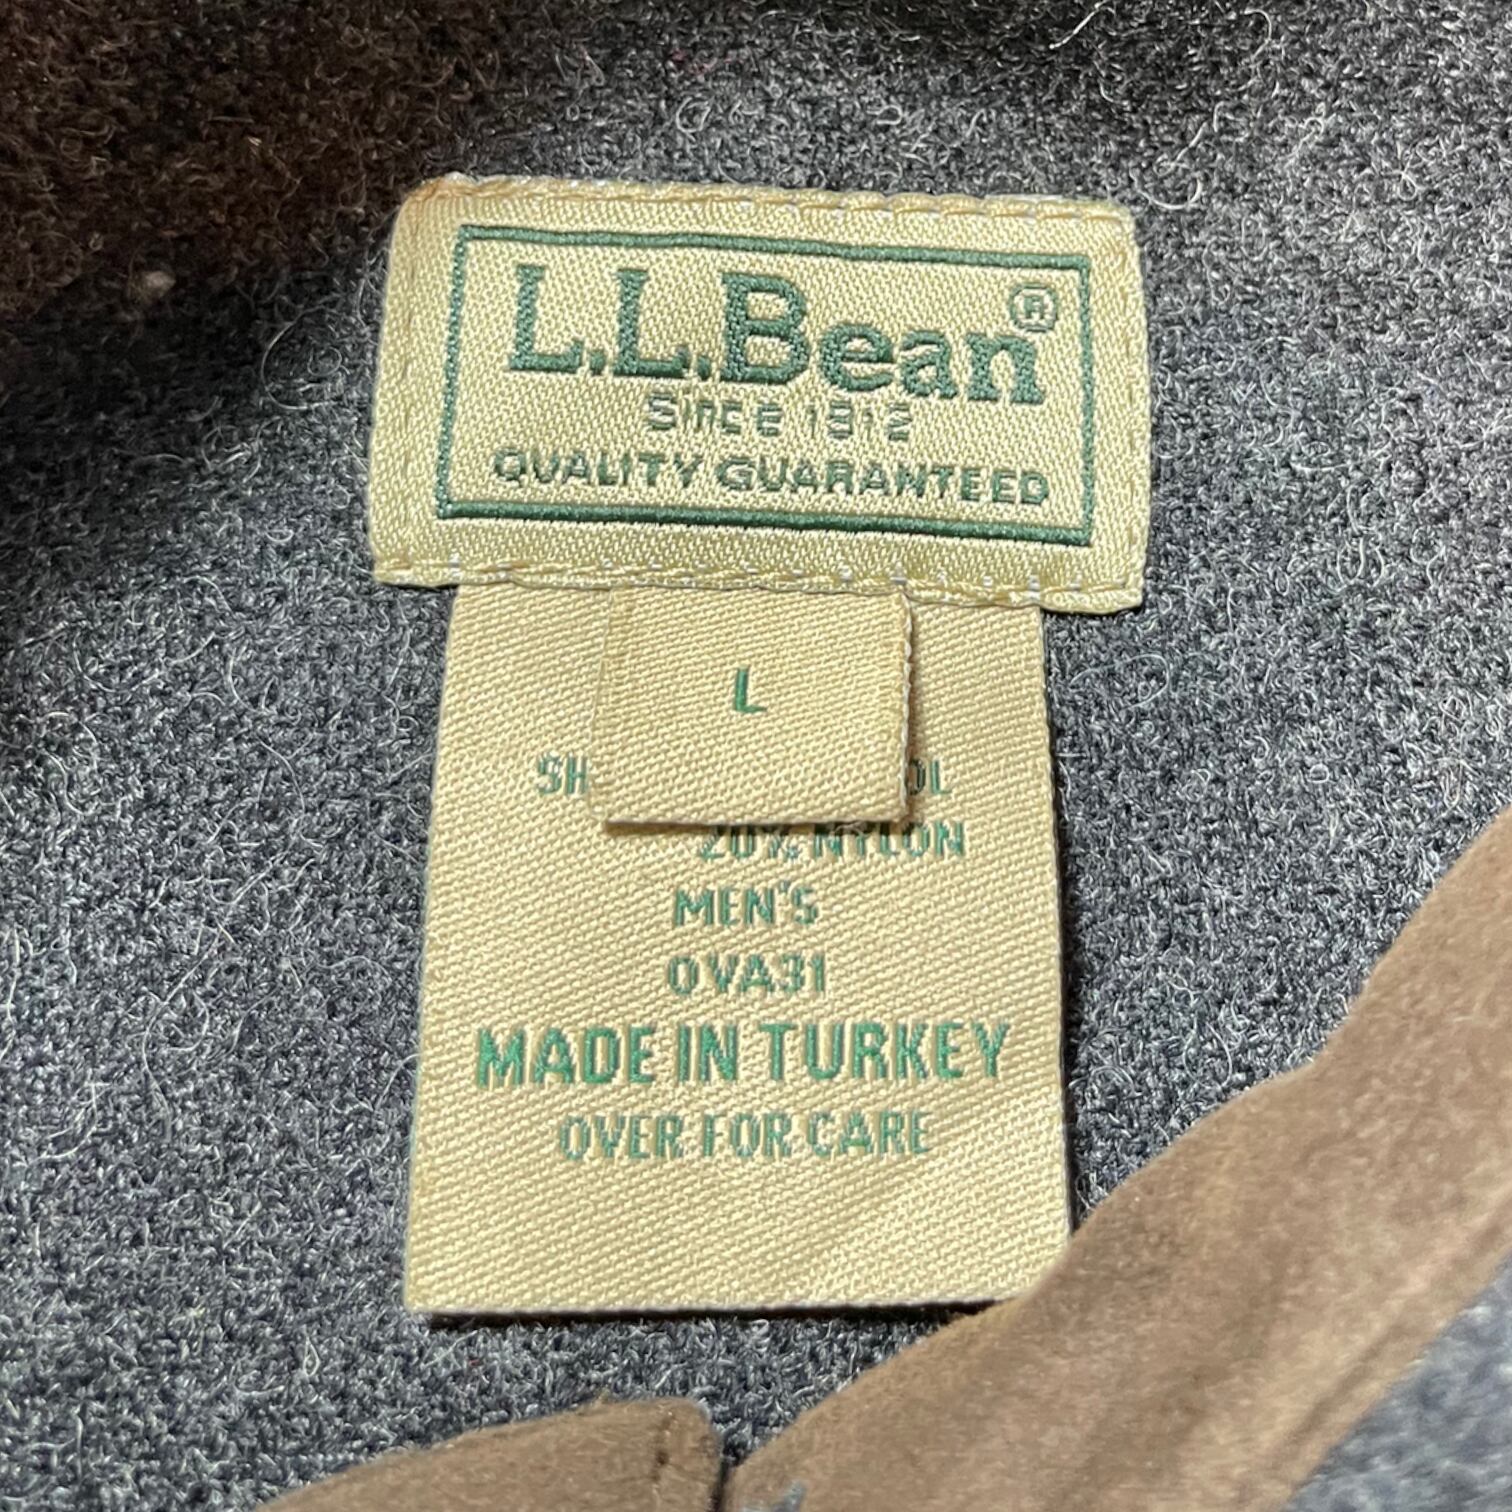 L.L.Bean®
Since 1912
QUALITY GUARANTEED
L
20% NYLON
MEN'S
0VA31
MADE IN TURKEY
OVER FOR CARE